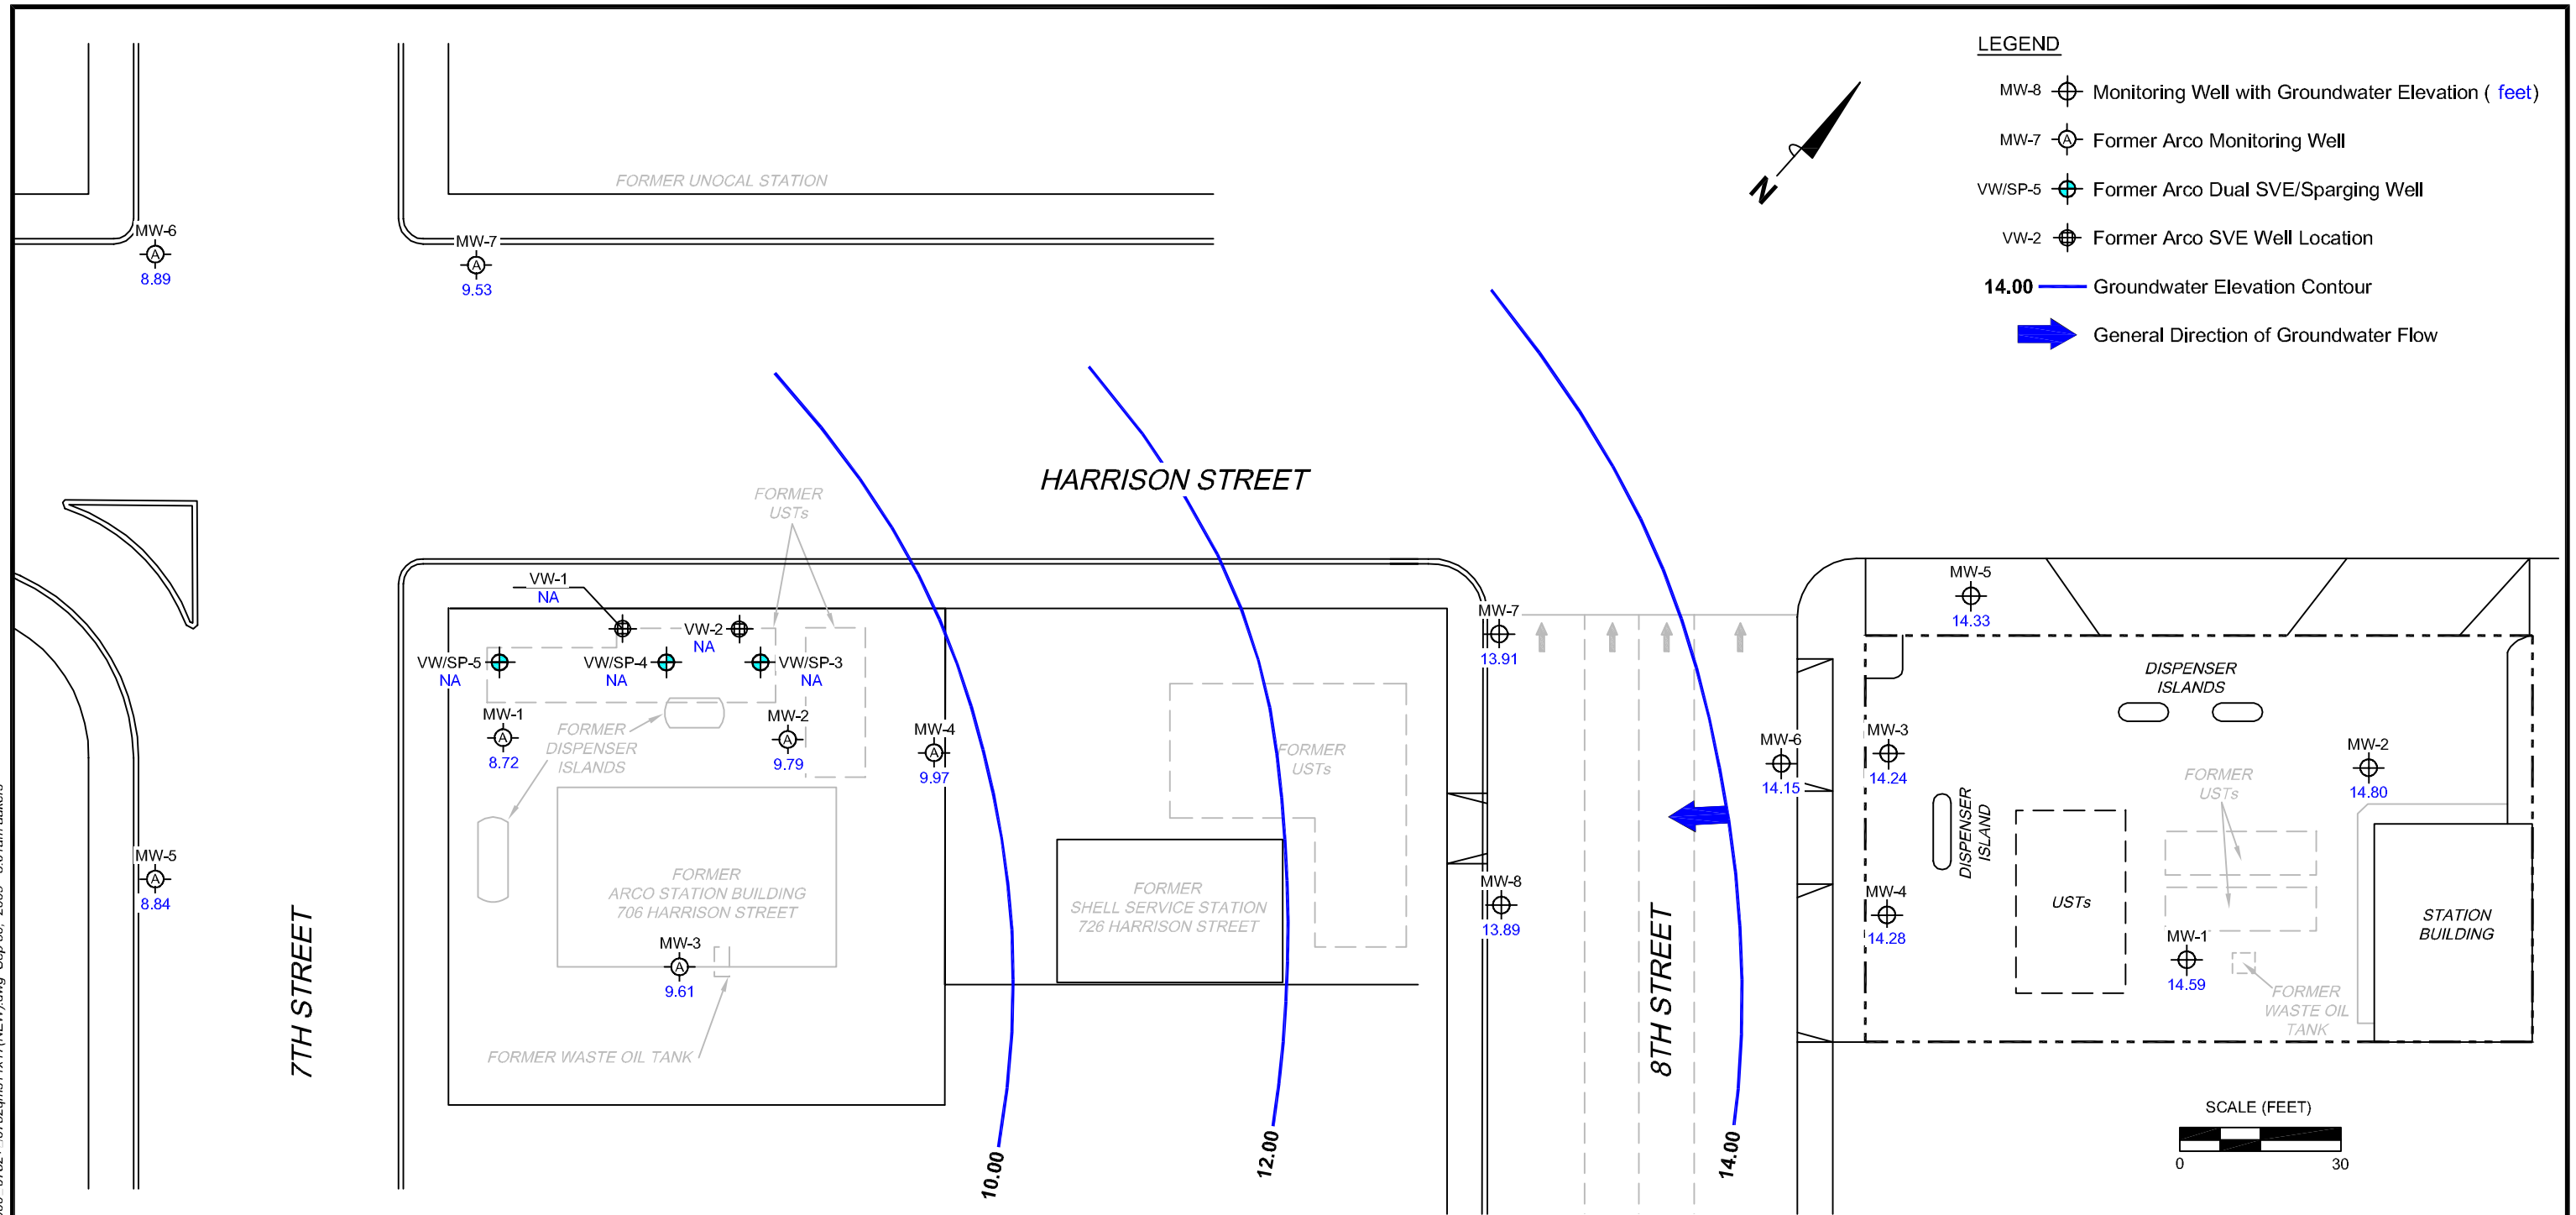 LEGEND
MW-8 Monitoring Well with Groundwater Elevation ( feet)
MW-7 A Former Arco Monitoring Well
VW/SP-5 Former Arco Dual SVE/Sparging Well
VW-2 Former Arco SVE Well Location
14.00 Groundwater Elevation Contour
General Direction of Groundwater Flow
N
FORMER UNOCAL STATION
MW-6
A
8.89
MW-7
A
9.53
HARRISON STREET
FORMER
USTs
VW-1
NA
VW-2
NA
VW/SP-5
NA
VW/SP-4
NA
VW/SP-3
NA
MW-1
A
8.72
FORMER
DISPENSER
ISLANDS
MW-2
A
9.79
MW-4
A
9.97
FORMER
USTs
MW-7
13.91
MW-5
14.33
DISPENSER
ISLANDS
MW-6
14.15
MW-3
14.24
MW-2
14.80
FORMER
USTs
DISPENSER
ISLAND
MW-5
A
8.84
FORMER
ARCO STATION BUILDING
706 HARRISON STREET
FORMER
SHELL SERVICE STATION
726 HARRISON STREET
MW-8
13.89
MW-4
14.28
USTs
STATION
BUILDING
MW-3
A
9.61
MW-1
14.59
FORMER
WASTE OIL
TANK
7TH STREET
8TH STREET
FORMER WASTE OIL TANK
10.00
12.00
14.00
SCALE (FEET)
0 30